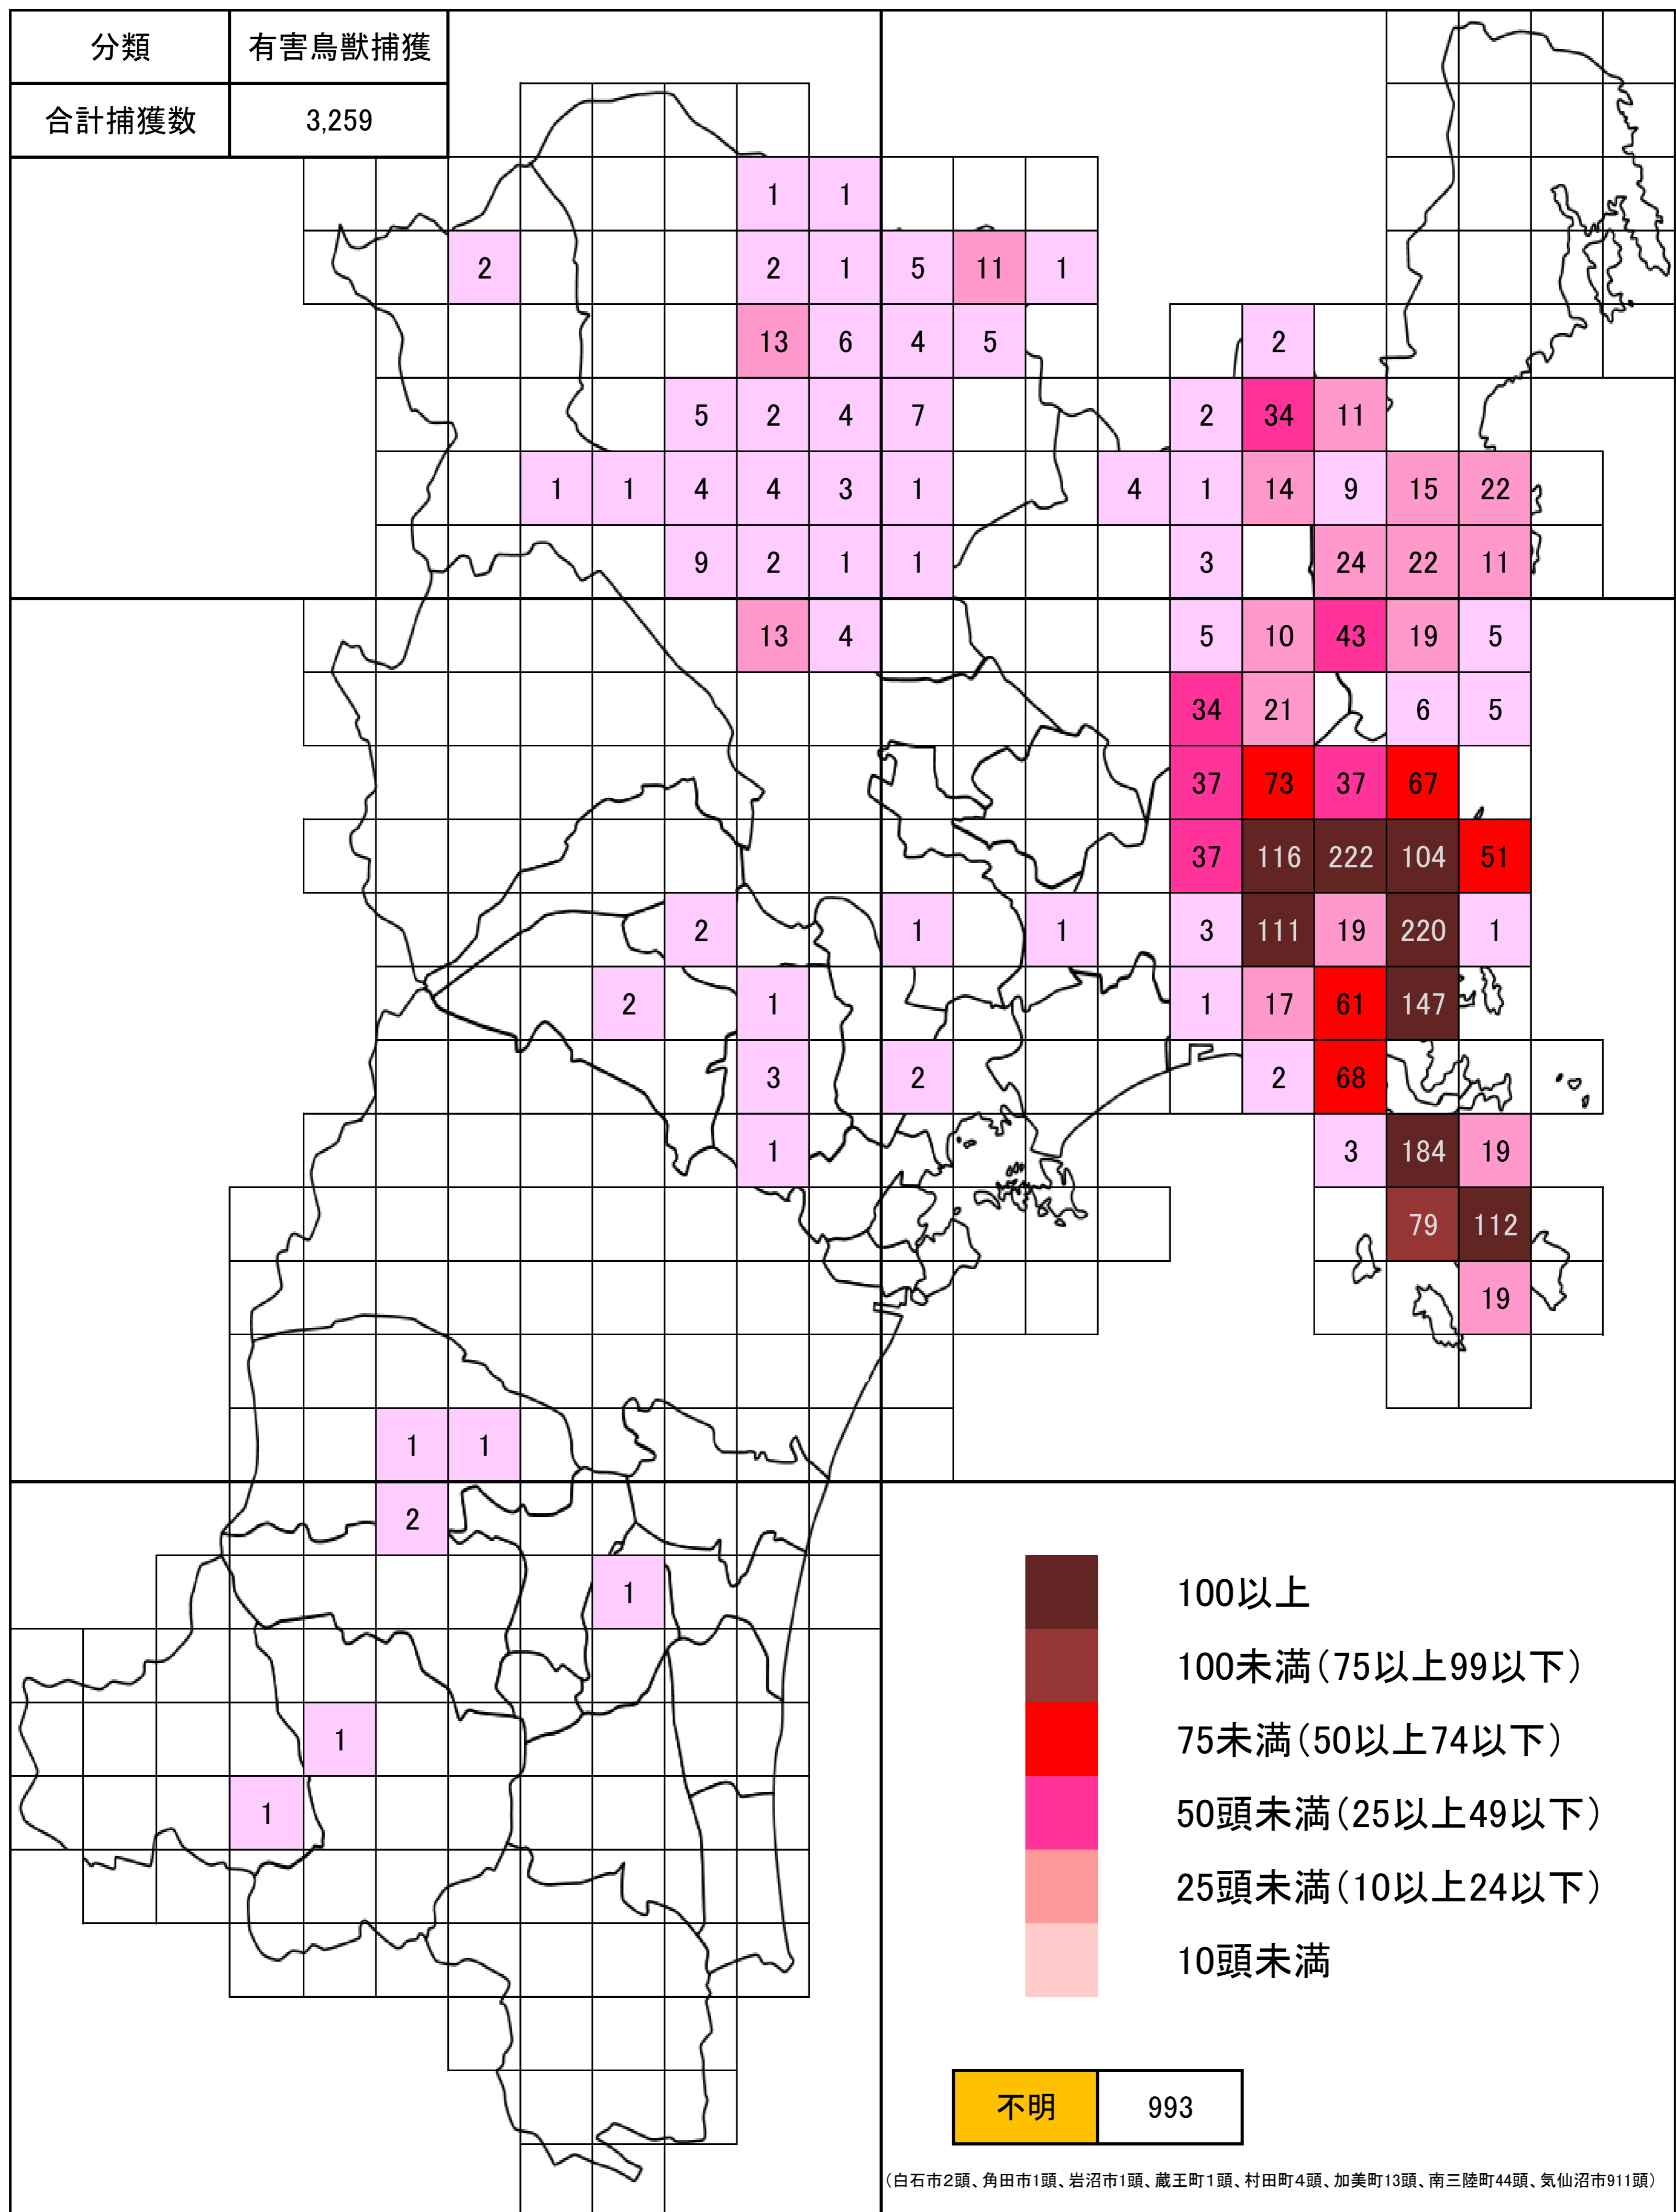 分類 有害鳥獣捕獲
合計捕獲数 3,259
1 1
2 2 1 5 11 1
13 6 4 5 2
5 2 4 7 2 34 11
1 1 4 4 3 1 4 1 14 9 15 22
9 2 1 1 3 24 22 11
13 4 5 10 43 19 5
34 21 6 5
37 73 37 67
37 116 222 104 51
2 1 1 3 111 19 220 1
2 1 1 17 61 147
3 2 2 68
1 3 184 19
79 112
19
1 1
2
1
1
1
100以上
100未満(75以上99以下)
75未満(50以上74以下)
50頭未満(25以上49以下)
25頭未満(10以上24以下)
10頭未満
不明 993
(白石市2頭、角田市1頭、岩沼市1頭、蔵王町1頭、村田町4頭、加美町13頭、南三陸町44頭、気仙沼市911頭)